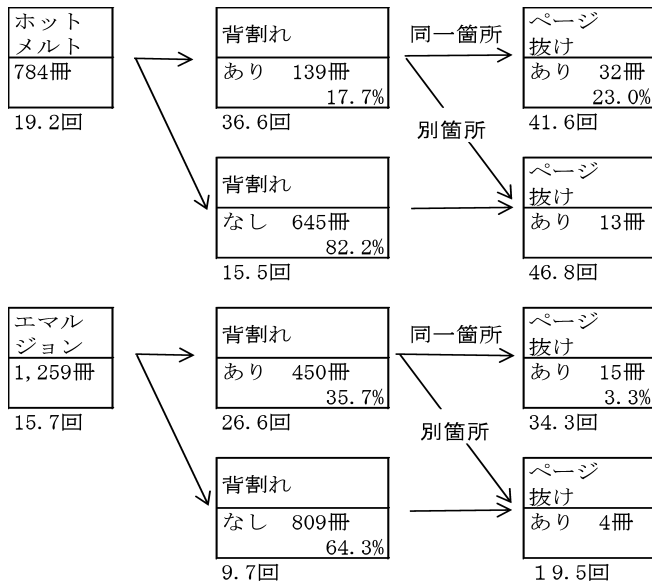 ホット
メルト
784冊
19.2回
背割れ
あり 139冊
17.7%
36.6回
同一箇所
別箇所
ページ
抜け
あり 32冊
23.0%
41.6回
背割れ
なし 645冊
82.2%
15.5回
ページ
抜け
あり 13冊
46.8回
エマル
ジョン
1,259冊
15.7回
背割れ
あり 450冊
35.7%
26.6回
同一箇所
別箇所
ページ
抜け
あり 15冊
3.3%
34.3回
背割れ
なし 809冊
64.3%
9.7回
ページ
抜け
あり 4冊
19.5回